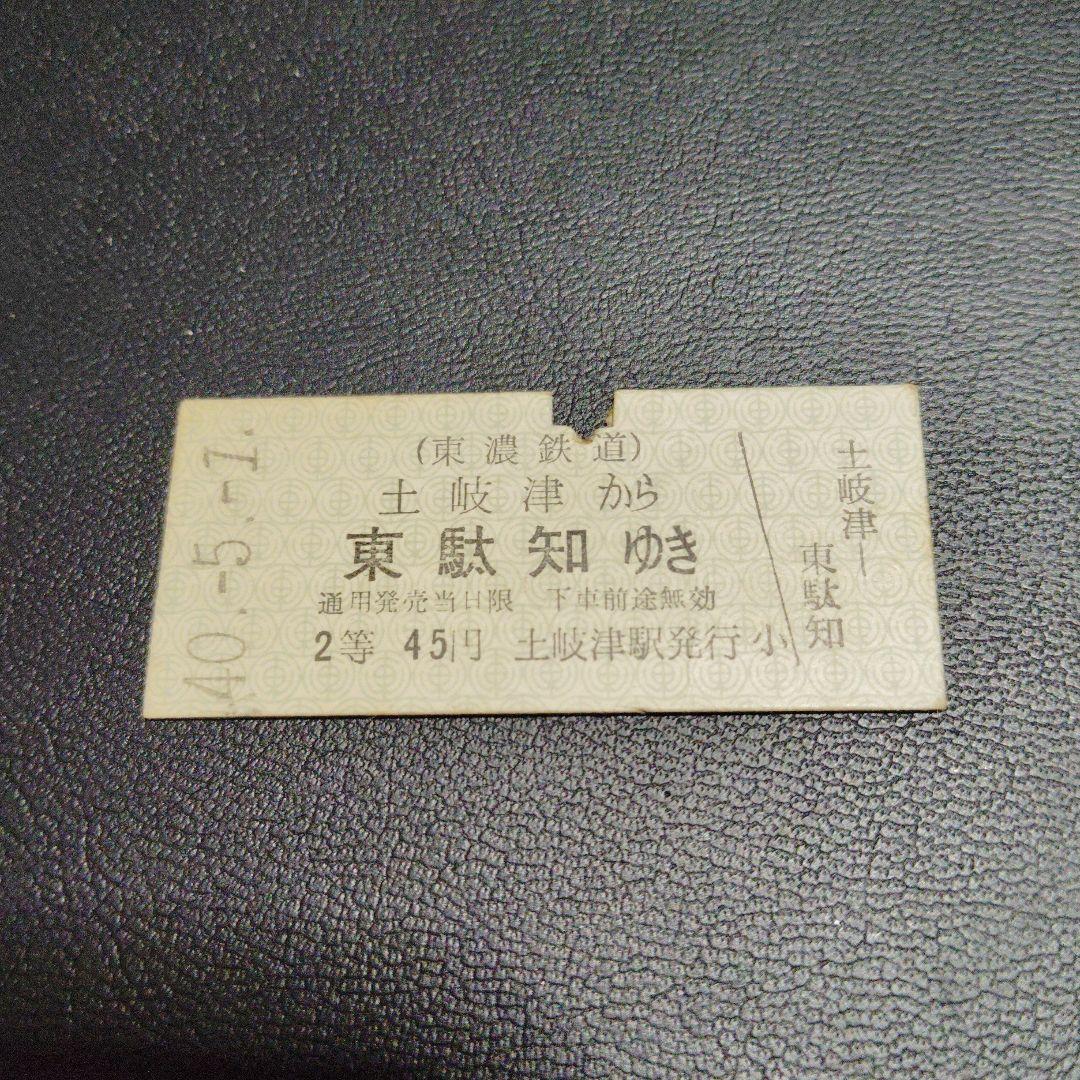 (東濃鉄道)
土岐津から
東駄知ゆき
通用発売当日限 下車前途無効
2等 45円 土岐津駅発行 小
土岐津―
東駄知
40.-5.-1.